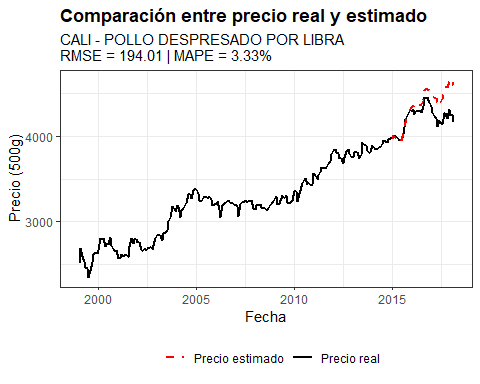 Comparación entre precio real y estimado
CALI - POLLO DESPRESADO POR LIBRA
RMSE = 194.01 | MAPE = 3.33%
Precio (500g)
4000
3000
2000
2005
2010
2015
Fecha
Precio estimado
Precio real